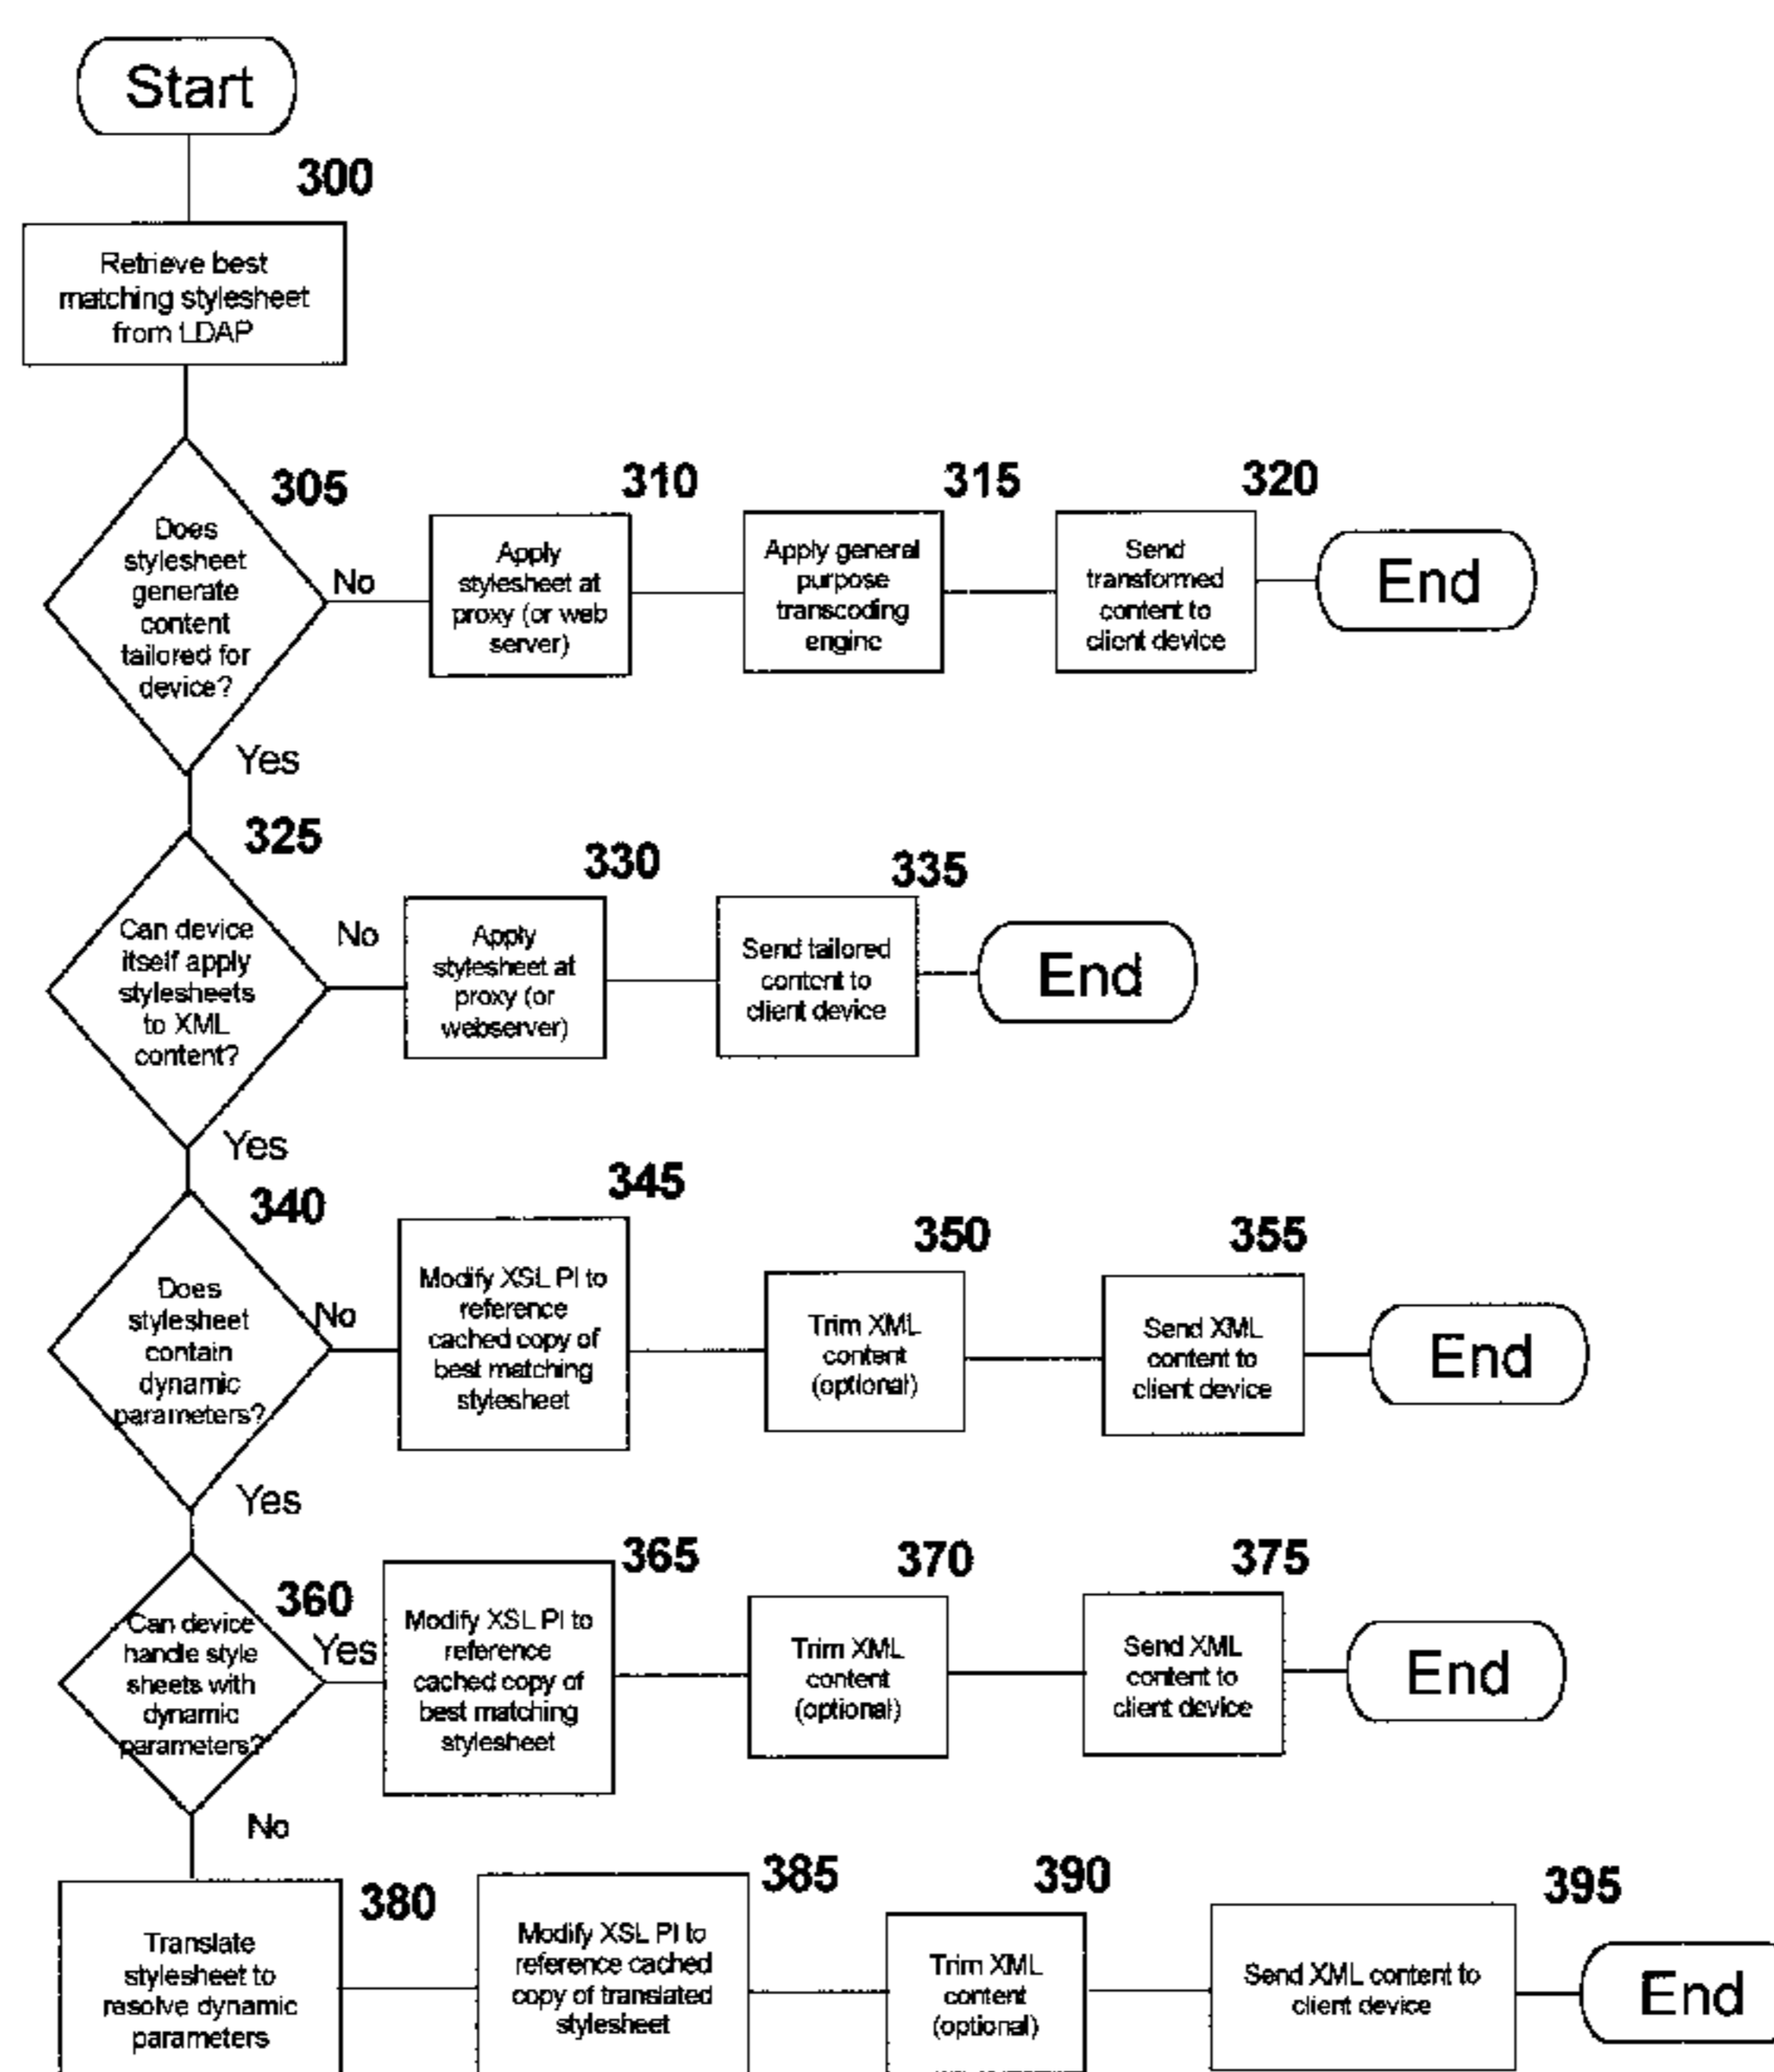 Start
300
Retrieve best
matching stylesheet
from LDAP
305
Does
stylesheet
generate
content
tailored for
device?
No
310
Apply
stylesheet at
proxy (or web
server)
315
Apply general
purpose
transcoding
engine
320
Send
transformed
content to
client device
End
Yes
325
Can device
itself apply
stylesheets
to XML
content?
No
330
Apply
stylesheet at
proxy (or
webserver)
335
Send tailored
content to
client device
End
Yes
340
Does
stylesheet
contain
dynamic
parameters?
No
345
Modify XSL PI to
reference
cached copy of
best matching
stylesheet
350
Trim XML
content
(optional)
355
Send XML
content to
client device
End
Yes
360
Can device
handle style
sheets with
dynamic
parameters?
Yes
365
Modify XSL PI to
reference
cached copy of
best matching
stylesheet
370
Trim XML
content
(optional)
375
Send XML
content to
client device
End
No
380
Translate
stylesheet to
resolve dynamic
parameters
385
Modify XSL PI to
reference cached
copy of translated
stylesheet
390
Trim XML
content
(optional)
395
Send XML content to
client device
End